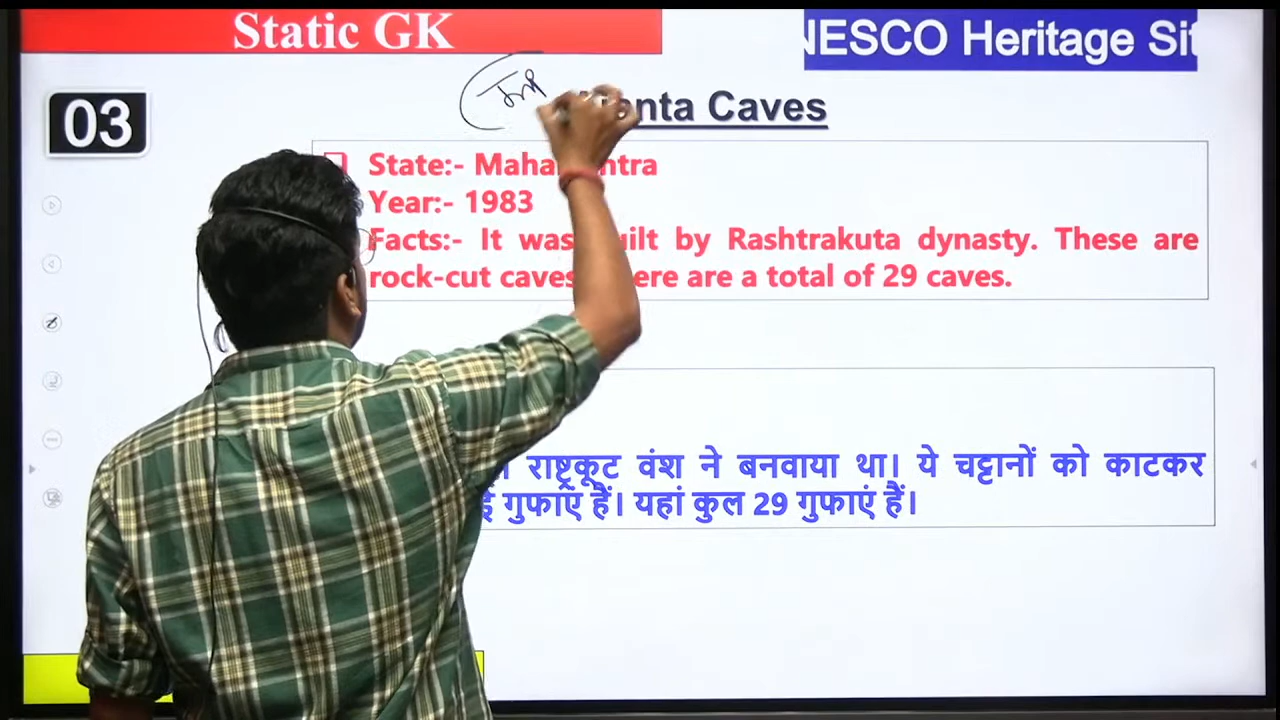 Static GK
NESCO Heritage Sit
03
nta Caves
State:- Maha ntra
Year:- 1983
Facts:- It was uilt by Rashtrakuta dynasty. These are
rock-cut caves ere are a total of 29 caves.
राष्ट्रकूट वंश ने बनवाया था। ये चट्टानों को काटकर
गुफाएं हैं। यहां कुल 29 गुफाएं हैं।